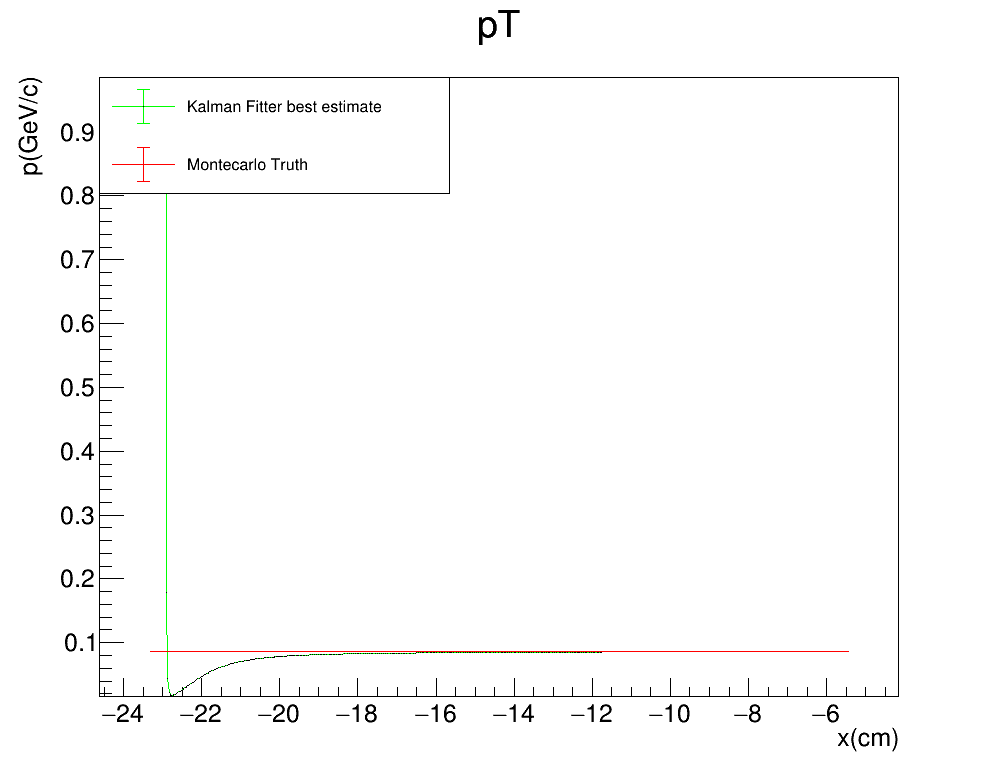 pT
p(GeV/c)
Kalman Fitter best estimate
Montecarlo Truth
0.9
0.8
0.7
0.6
0.5
0.4
0.3
0.2
0.1
−24 −22 −20 −18 −16 −14 −12 −10 −8 −6
x(cm)